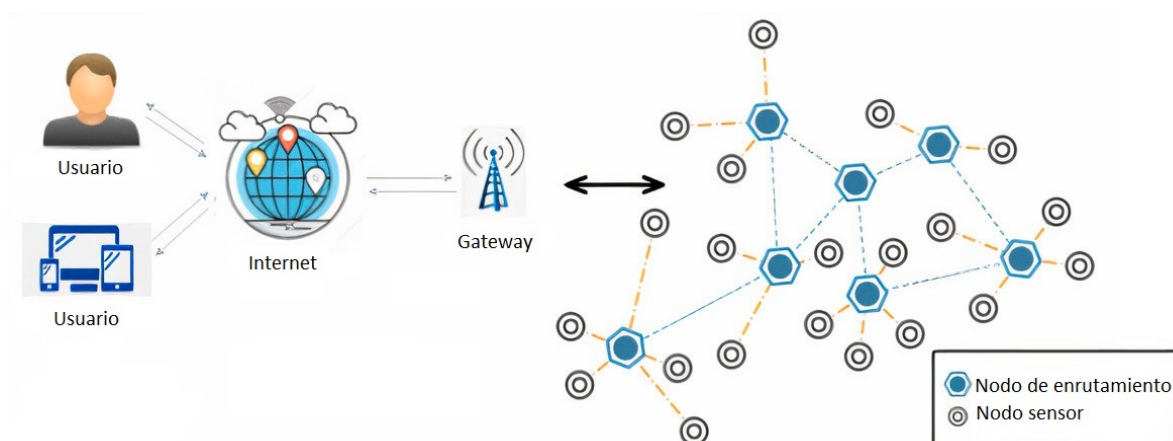 Usuario
Usuario
Internet
Gateway
Nodo de enrutamiento
Nodo sensor